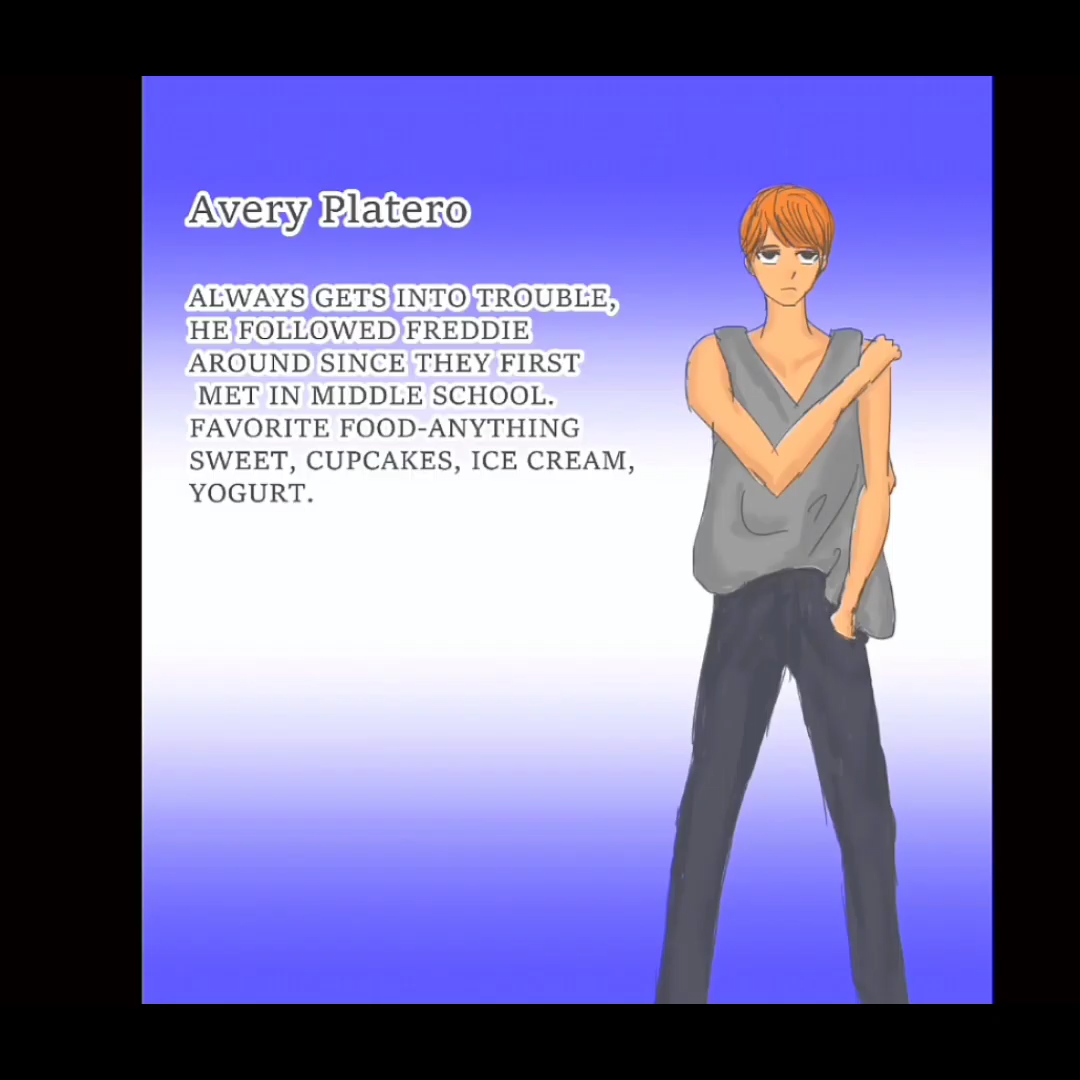 Avery Platero
ALWAYS GETS INTO TROUBLE,
HE FOLLOWED FREDDIE
AROUND SINCE THEY FIRST
MET IN MIDDLE SCHOOL.
FAVORITE FOOD-ANYTHING
SWEET, CUPCAKES, ICE CREAM,
YOGURT.